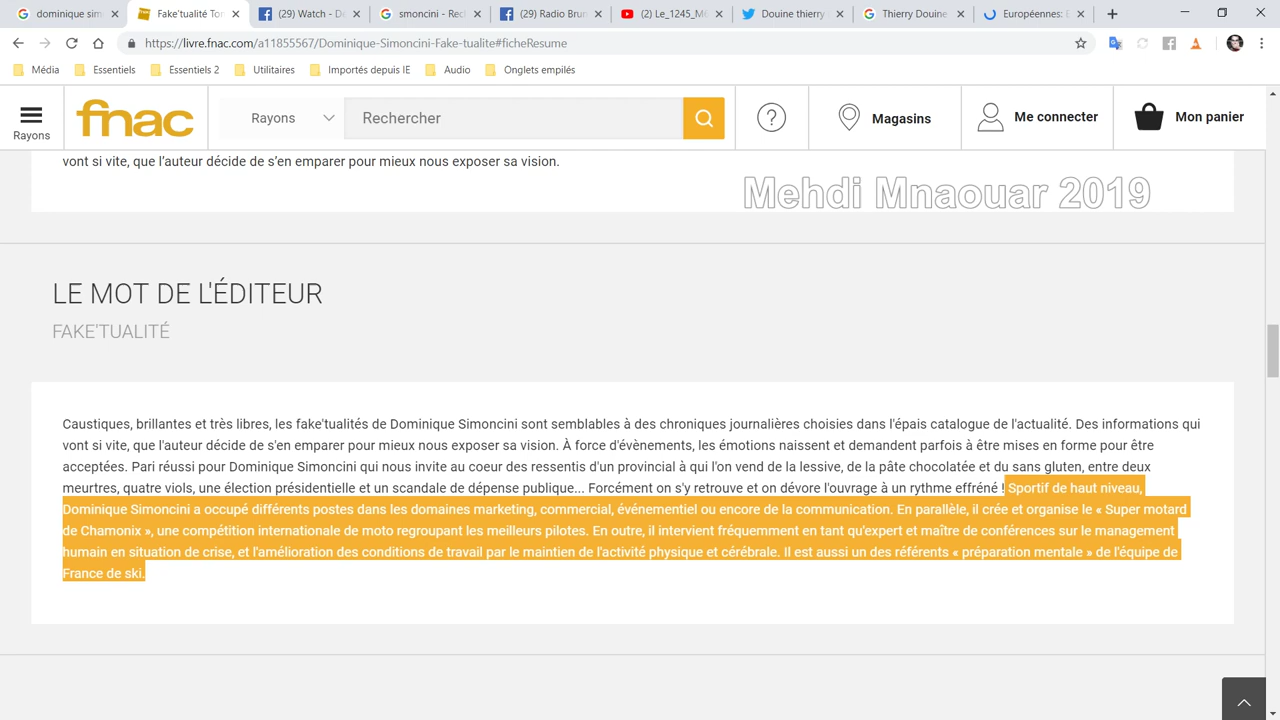 dominique simo
Fake'tualité Tom
(29) Watch - Dé
smoncini - Rech
(29) Radio Brun
(2) Le_1245_Mé
Douine thierry
Thierry Douine
Européennes: E
https://livre.fnac.com/a11855567/Dominique-Simoncini-Fake-tualite#ficheResume
Média
Essentiels
Essentiels 2
Utilitaires
Importés depuis IE
Audio
Onglets empilés
Rayons
fnac
Rayons
Rechercher
?
Magasins
Me connecter
Mon panier
vont si vite, que l'auteur décide de s'en emparer pour mieux nous exposer sa vision.
Mehdi Mnaouar 2019
LE MOT DE L'ÉDITEUR
FAKE'TUALITÉ
Caustiques, brillantes et très libres, les fake'tualités de Dominique Simoncini sont semblables à des chroniques journalières choisies dans l'épais catalogue de l'actualité. Des informations qui
vont si vite, que l'auteur décide de s'en emparer pour mieux nous exposer sa vision. À force d'évènements, les émotions naissent et demandent parfois à être mises en forme pour être
acceptées. Pari réussi pour Dominique Simoncini qui nous invite au coeur des ressentis d'un provincial à qui l'on vend de la lessive, de la pâte chocolatée et du sans gluten, entre deux
meurtres, quatre viols, une élection présidentielle et un scandale de dépense publique... Forcément on s'y retrouve et on dévore l'ouvrage à un rythme effréné ! Sportif de haut niveau,
Dominique Simoncini a occupé différents postes dans les domaines marketing, commercial, événementiel ou encore de la communication. En parallèle, il crée et organise le « Super motard
de Chamonix », une compétition internationale de moto regroupant les meilleurs pilotes. En outre, il intervient fréquemment en tant qu'expert et maître de conférences sur le management
humain en situation de crise, et l'amélioration des conditions de travail par le maintien de l'activité physique et cérébrale. Il est aussi un des référents « préparation mentale » de l'équipe de
France de ski.